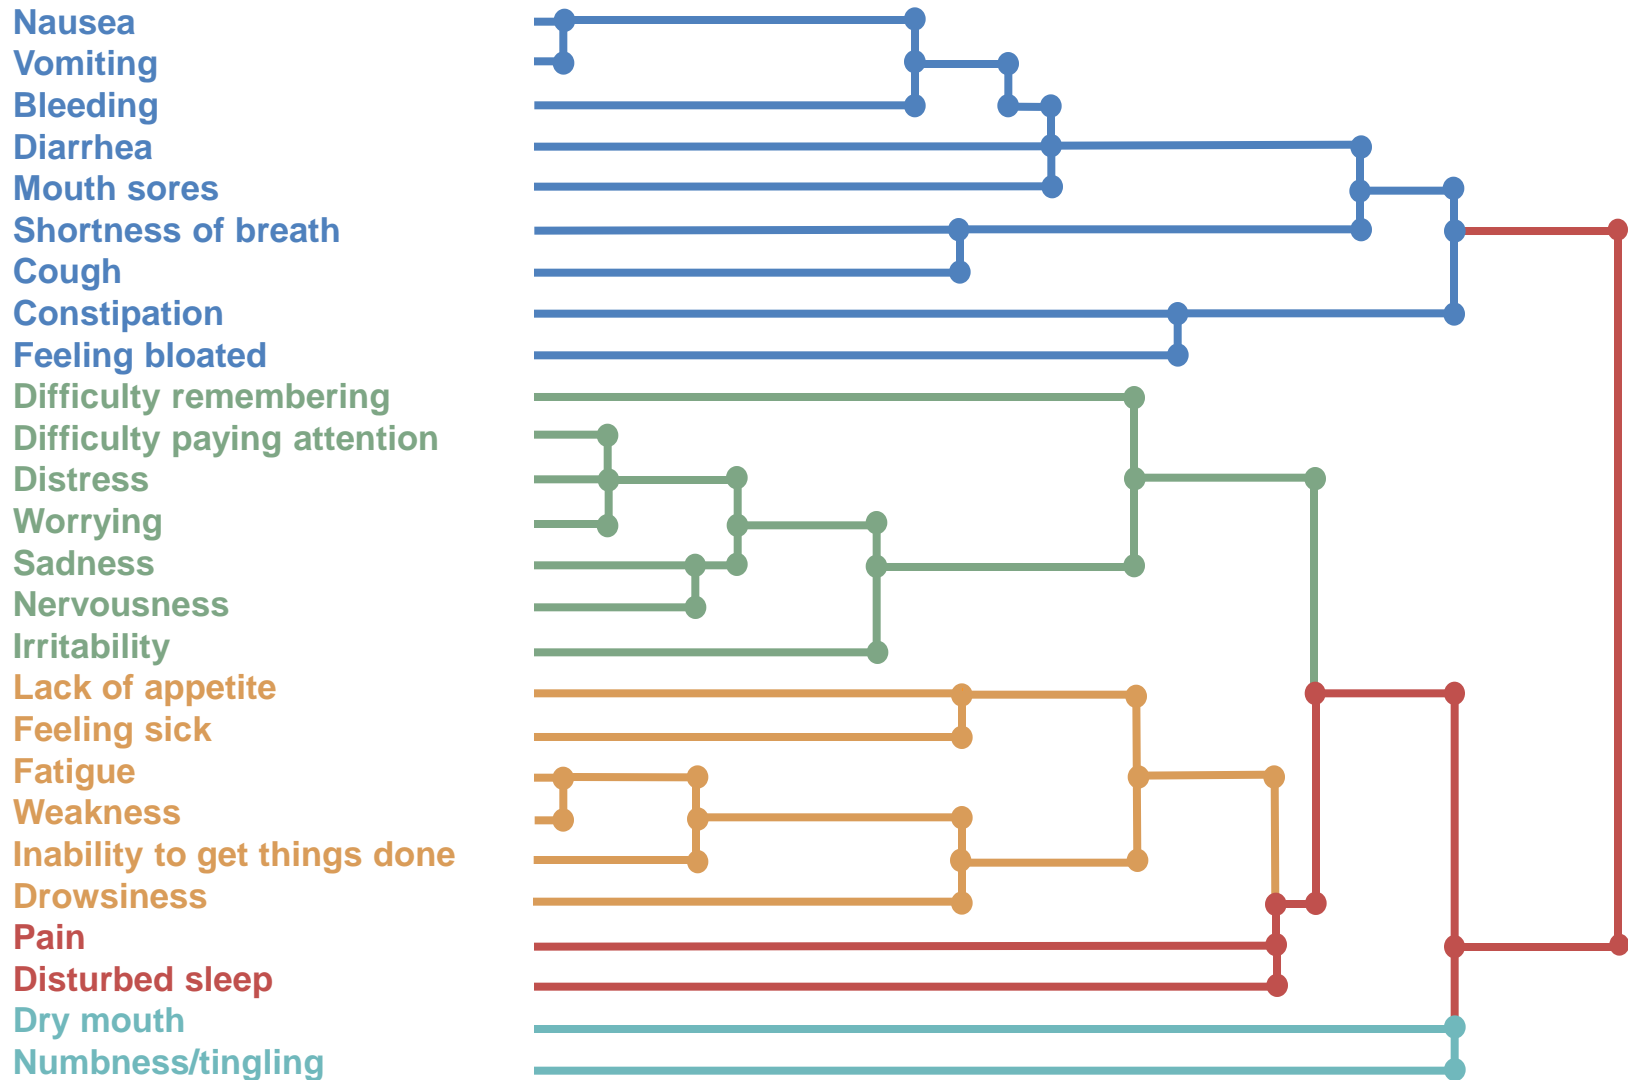 Nausea
Vomiting
Bleeding
Diarrhea
Mouth sores
Shortness of breath
Cough
Constipation
Feeling bloated
Difficulty remembering
Difficulty paying attention
Distress
Worrying
Sadness
Nervousness
Irritability
Lack of appetite
Feeling sick
Fatigue
Weakness
Inability to get things done
Drowsiness
Pain
Disturbed sleep
Dry mouth
Numbness/tingling